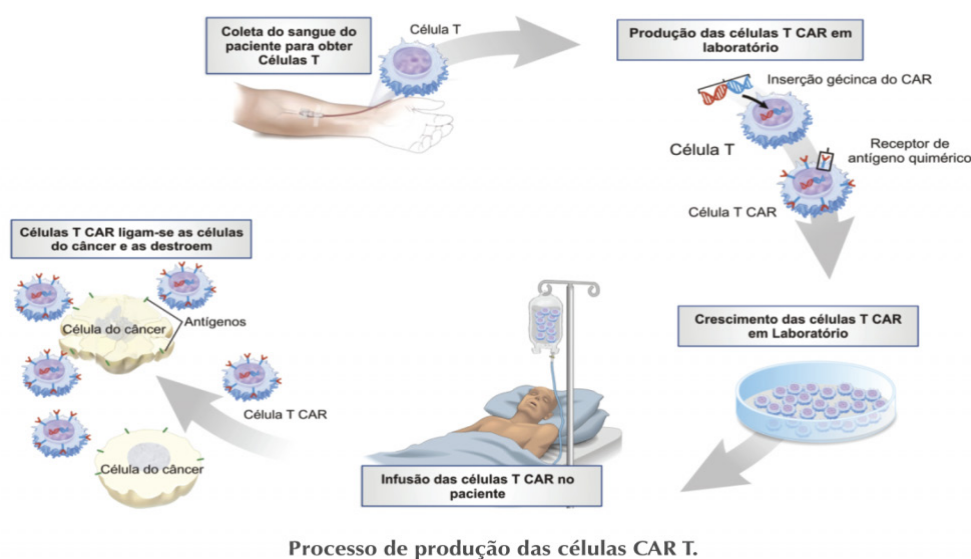 Coleta do sangue do
paciente para obter
Células T
Célula T
Produção das células T CAR em
laboratório
Inserção gécinca do CAR
Célula T
Receptor de
antígeno quimérico
Célula T CAR
Crescimento das células T CAR
em Laboratório
Infusão das células T CAR no
paciente
Células T CAR ligam-se as células
do câncer e as destroem
Célula do câncer
Antígenos
Célula T CAR
Célula do câncer
Processo de produção das células CAR T.